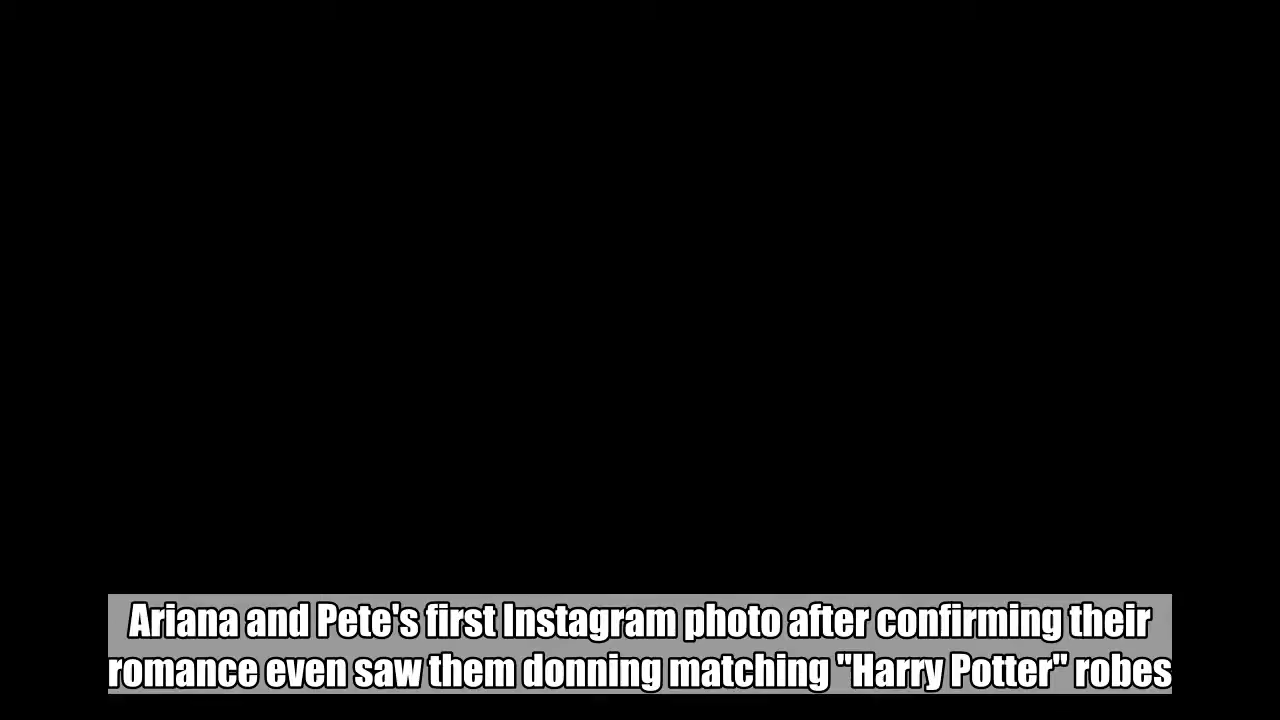 Ariana and Pete's first Instagram photo after confirming their
romance even saw them donning matching "Harry Potter" robes